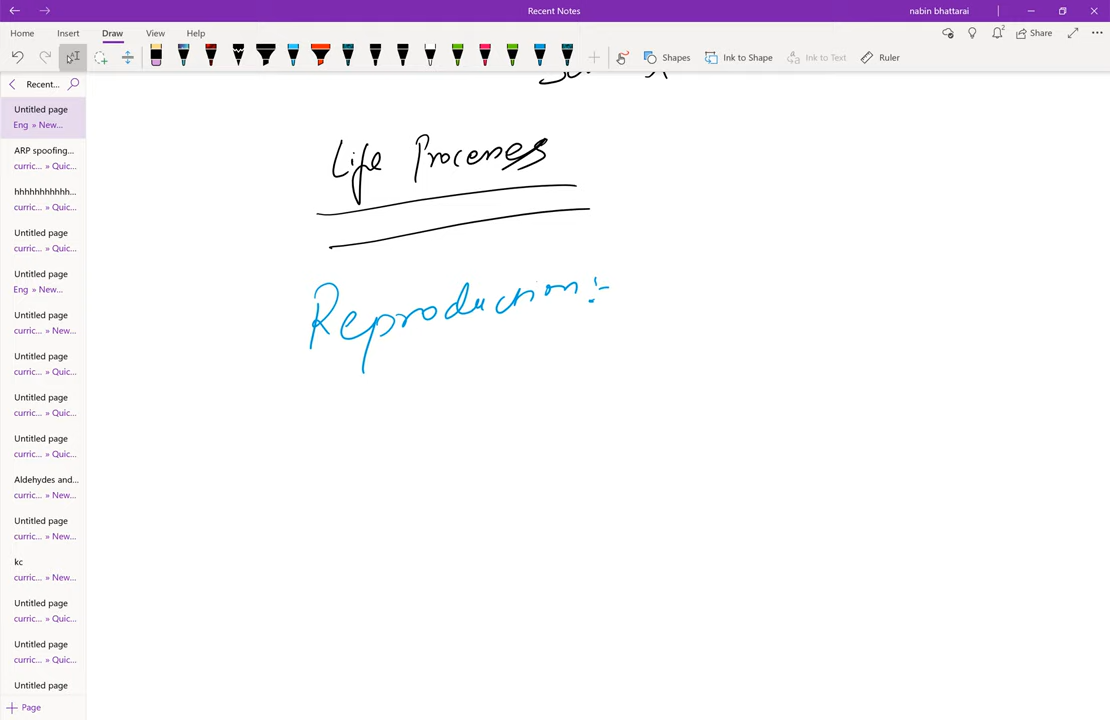 Recent Notes
nabin bhattarai
Home Insert Draw View Help
Share
Shapes
Ink to Shape
Ink to Text
Ruler
Recent...
Untitled page
Eng » New...
ARP spoofing...
curric... » Quic...
hhhhhhhhhhh...
curric... » Quic...
Untitled page
curric... » Quic...
Untitled page
Eng » New...
Untitled page
curric... » New...
Untitled page
curric... » Quic...
Untitled page
curric... » Quic...
Untitled page
curric... » Quic...
Aldehydes and...
curric... » New...
Untitled page
curric... » New...
kc
curric... » New...
Untitled page
curric... » Quic...
Untitled page
curric... » Quic...
Untitled page
Page
Life Processes
Reproduction :-